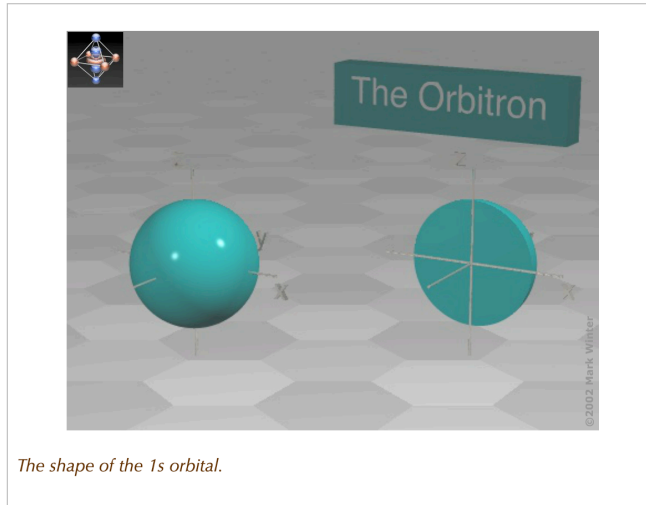 The Orbitron
Z
Z
y
x
X
©2002 Mark Winter
The shape of the 1s orbital.